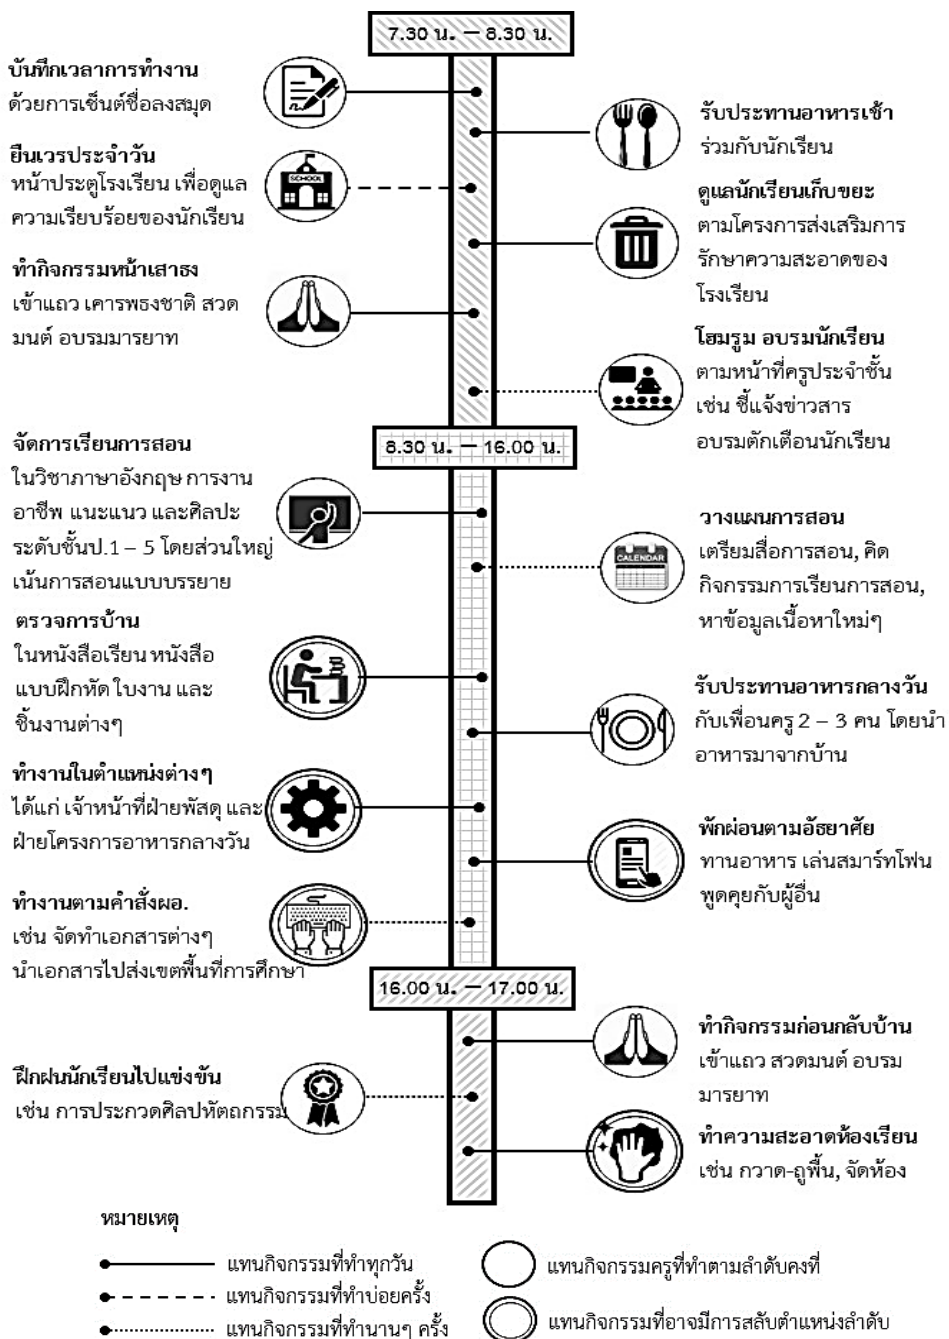 7.30 น. – 8.30 น.
บันทึกเวลาการทำงาน
ด้วยการเซ็นต์ชื่อลงสมุด
รับประทานอาหารเช้า
ร่วมกับนักเรียน
ยืนเวรประจำวัน
หน้าประตูโรงเรียน เพื่อดูแล
ความเรียบร้อยของนักเรียน
SCHOOL
ดูแลนักเรียนเก็บขยะ
ตามโครงการส่งเสริมการ
รักษาความสะอาดของ
โรงเรียน
ทำกิจกรรมหน้าเสาธง
เข้าแถว เคารพธงชาติ สวด
มนต์ อบรมมารยาท
โฮมรูม อบรมนักเรียน
ตามหน้าที่ครูประจำชั้น
เช่น ชี้แจ้งข่าวสาร
อบรมตักเตือนนักเรียน
8.30 น. – 16.00 น.
จัดการเรียนการสอน
ในวิชาภาษาอังกฤษ การงาน
อาชีพ แนะแนว และศิลปะ
ระดับชั้นป.1 – 5 โดยส่วนใหญ่
เน้นการสอนแบบบรรยาย
วางแผนการสอน
เตรียมสื่อการสอน, คิด
กิจกรรมการเรียนการสอน,
หาข้อมูลเนื้อหาใหม่ๆ
CALENDAR
ตรวจการบ้าน
ในหนังสือเรียน หนังสือ
แบบฝึกหัด ใบงาน และ
ชิ้นงานต่างๆ
รับประทานอาหารกลางวัน
กับเพื่อนครู 2 – 3 คน โดยนำ
อาหารมาจากบ้าน
ทำงานในตำแหน่งต่างๆ
ได้แก่ เจ้าหน้าที่ฝ่ายพัสดุ และ
ฝ่ายโครงการอาหารกลางวัน
พักผ่อนตามอัธยาศัย
ทานอาหาร เล่นสมาร์ทโฟน
พูดคุยกับผู้อื่น
ทำงานตามคำสั่งผอ.
เช่น จัดทำเอกสารต่างๆ
นำเอกสารไปส่งเขตพื้นที่การศึกษา
16.00 น. – 17.00 น.
ทำกิจกรรมก่อนกลับบ้าน
เข้าแถว สวดมนต์ อบรม
มารยาท
ฝึกฝนนักเรียนไปแข่งขัน
เช่น การประกวดศิลปหัตถกรรม
ทำความสะอาดห้องเรียน
เช่น กวาด-ถูพื้น, จัดห้อง
หมายเหตุ
แทนกิจกรรมที่ทำทุกวัน
แทนกิจกรรมที่ทำบ่อยครั้ง
แทนกิจกรรมที่ทำนานๆ ครั้ง
แทนกิจกรรมครูที่ทำตามลำดับคงที่
แทนกิจกรรมที่อาจมีการสลับตำแหน่งลำดับ